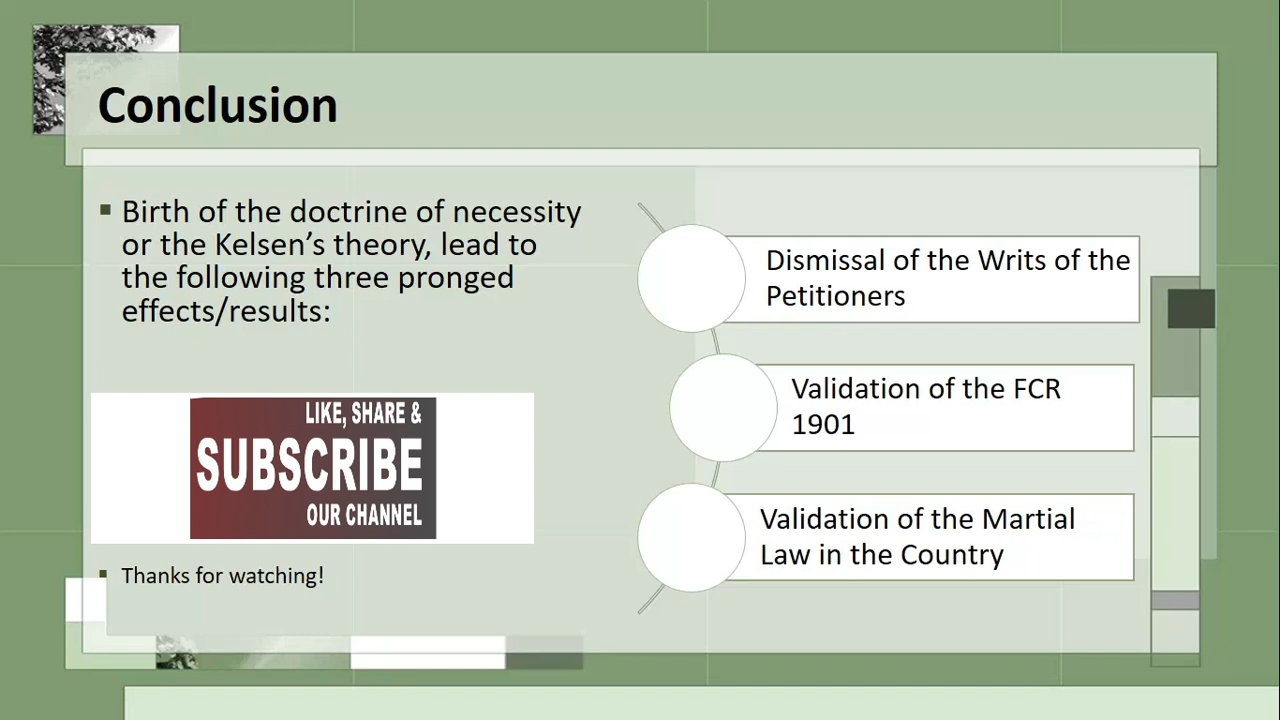 Conclusion
▪ Birth of the doctrine of necessity
or the Kelsen’s theory, lead to
the following three pronged
effects/results:
LIKE, SHARE &
SUBSCRIBE
OUR CHANNEL
▪ Thanks for watching!
Dismissal of the Writs of the
Petitioners
Validation of the FCR
1901
Validation of the Martial
Law in the Country